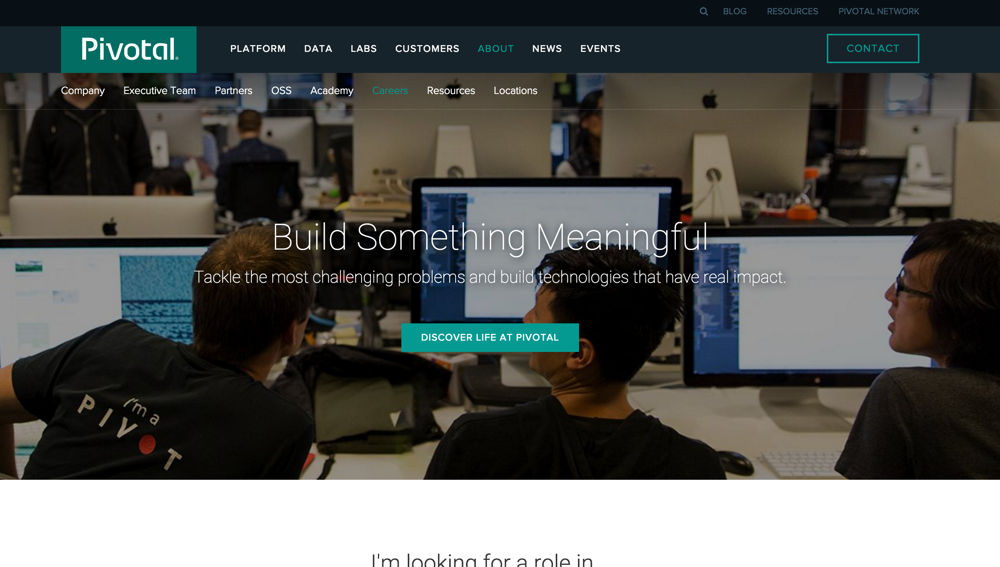 BLOG RESOURCES PIVOTAL NETWORK
Pivotal®
PLATFORM DATA LABS CUSTOMERS ABOUT NEWS EVENTS
CONTACT
Company Executive Team Partners OSS Academy Careers Resources Locations
Build Something Meaningful
Tackle the most challenging problems and build technologies that have real impact.
DISCOVER LIFE AT PIVOTAL
i'm a
PIVOT
I'm looking for a role in